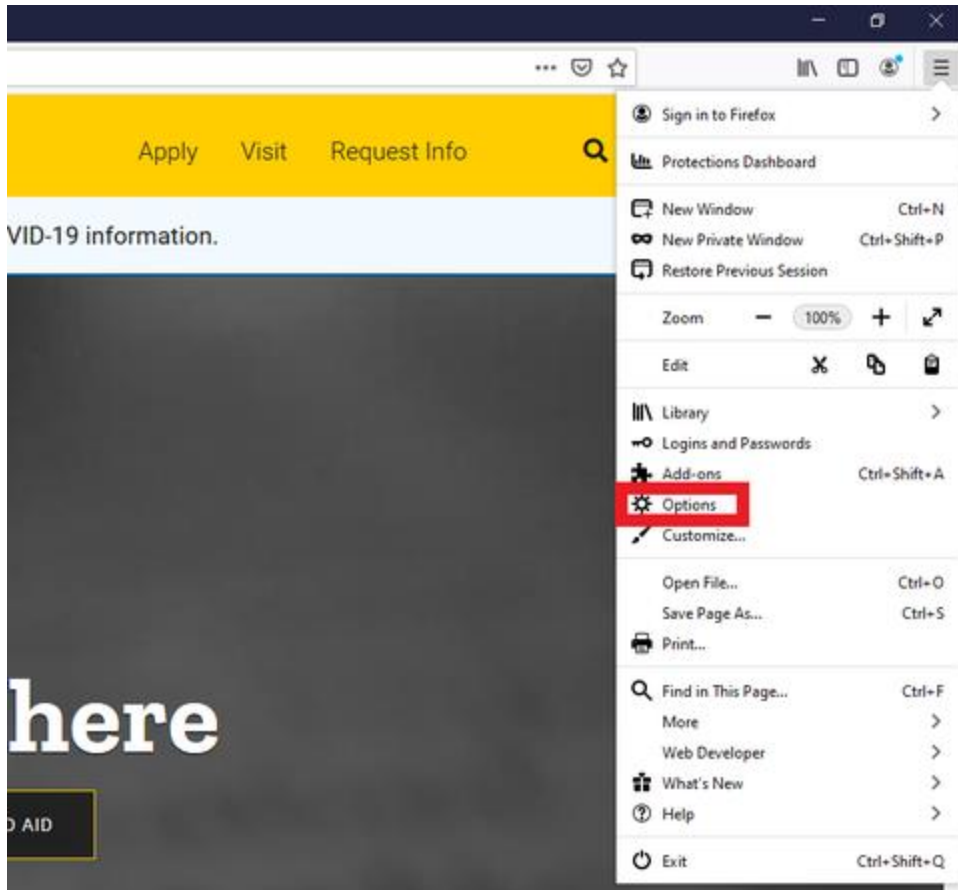 Apply Visit Request Info
VID-19 information.
here
D AID
Sign in to Firefox
Protections Dashboard
New Window Ctrl+N
New Private Window Ctrl+Shift+P
Restore Previous Session
Zoom 100%
Edit
Library
Logins and Passwords
Add-ons Ctrl+Shift+A
Options
Customize...
Open File... Ctrl+O
Save Page As... Ctrl+S
Print...
Find in This Page... Ctrl+F
More
Web Developer
What's New
Help
Exit Ctrl+Shift+Q